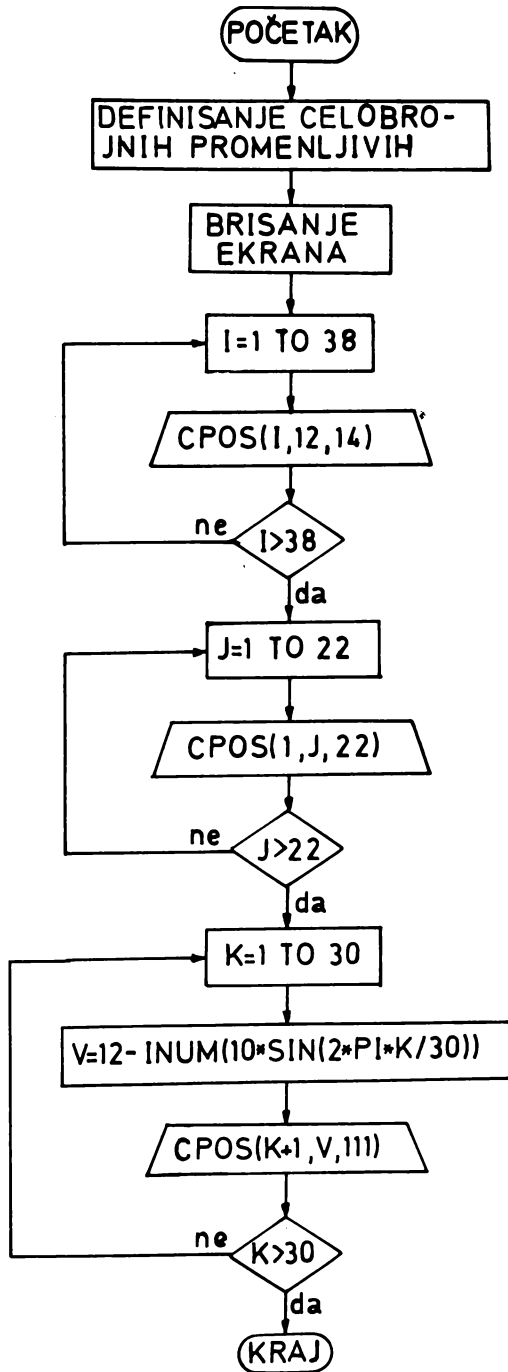 POČETAK
DEFINISANJE CELOBRO-
JNIH PROMENLJIVIH
BRISANJE
EKRANA
I=1 TO 38
CPOS(I,12,14)
ne
I>38
da
J=1 TO 22
CPOS(1,J,22)
ne
J>22
da
K=1 TO 30
V=12-INUM(10*SIN(2*PI*K/30))
CPOS(K+1,V,111)
ne
K>30
da
KRAJ